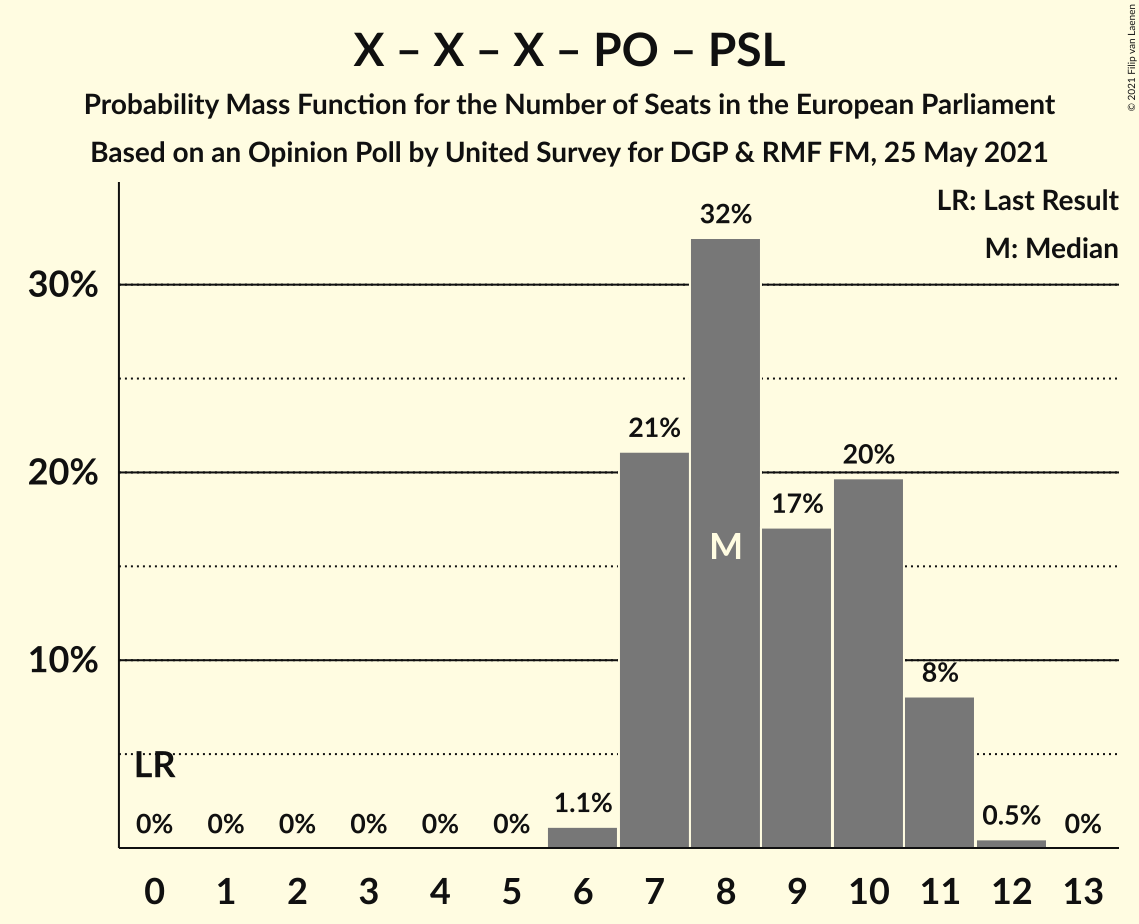 X – X – X – PO – PSL
Probability Mass Function for the Number of Seats in the European Parliament
Based on an Opinion Poll by United Survey for DGP & RMF FM, 25 May 2021
© 2021 Filip van Laenen
LR: Last Result
M: Median
32%
30%
21%
20%
20%
17%
M
10%
8%
LR
0% 0% 0% 0% 0% 0% 1.1% 0.5% 0%
0 1 2 3 4 5 6 7 8 9 10 11 12 13